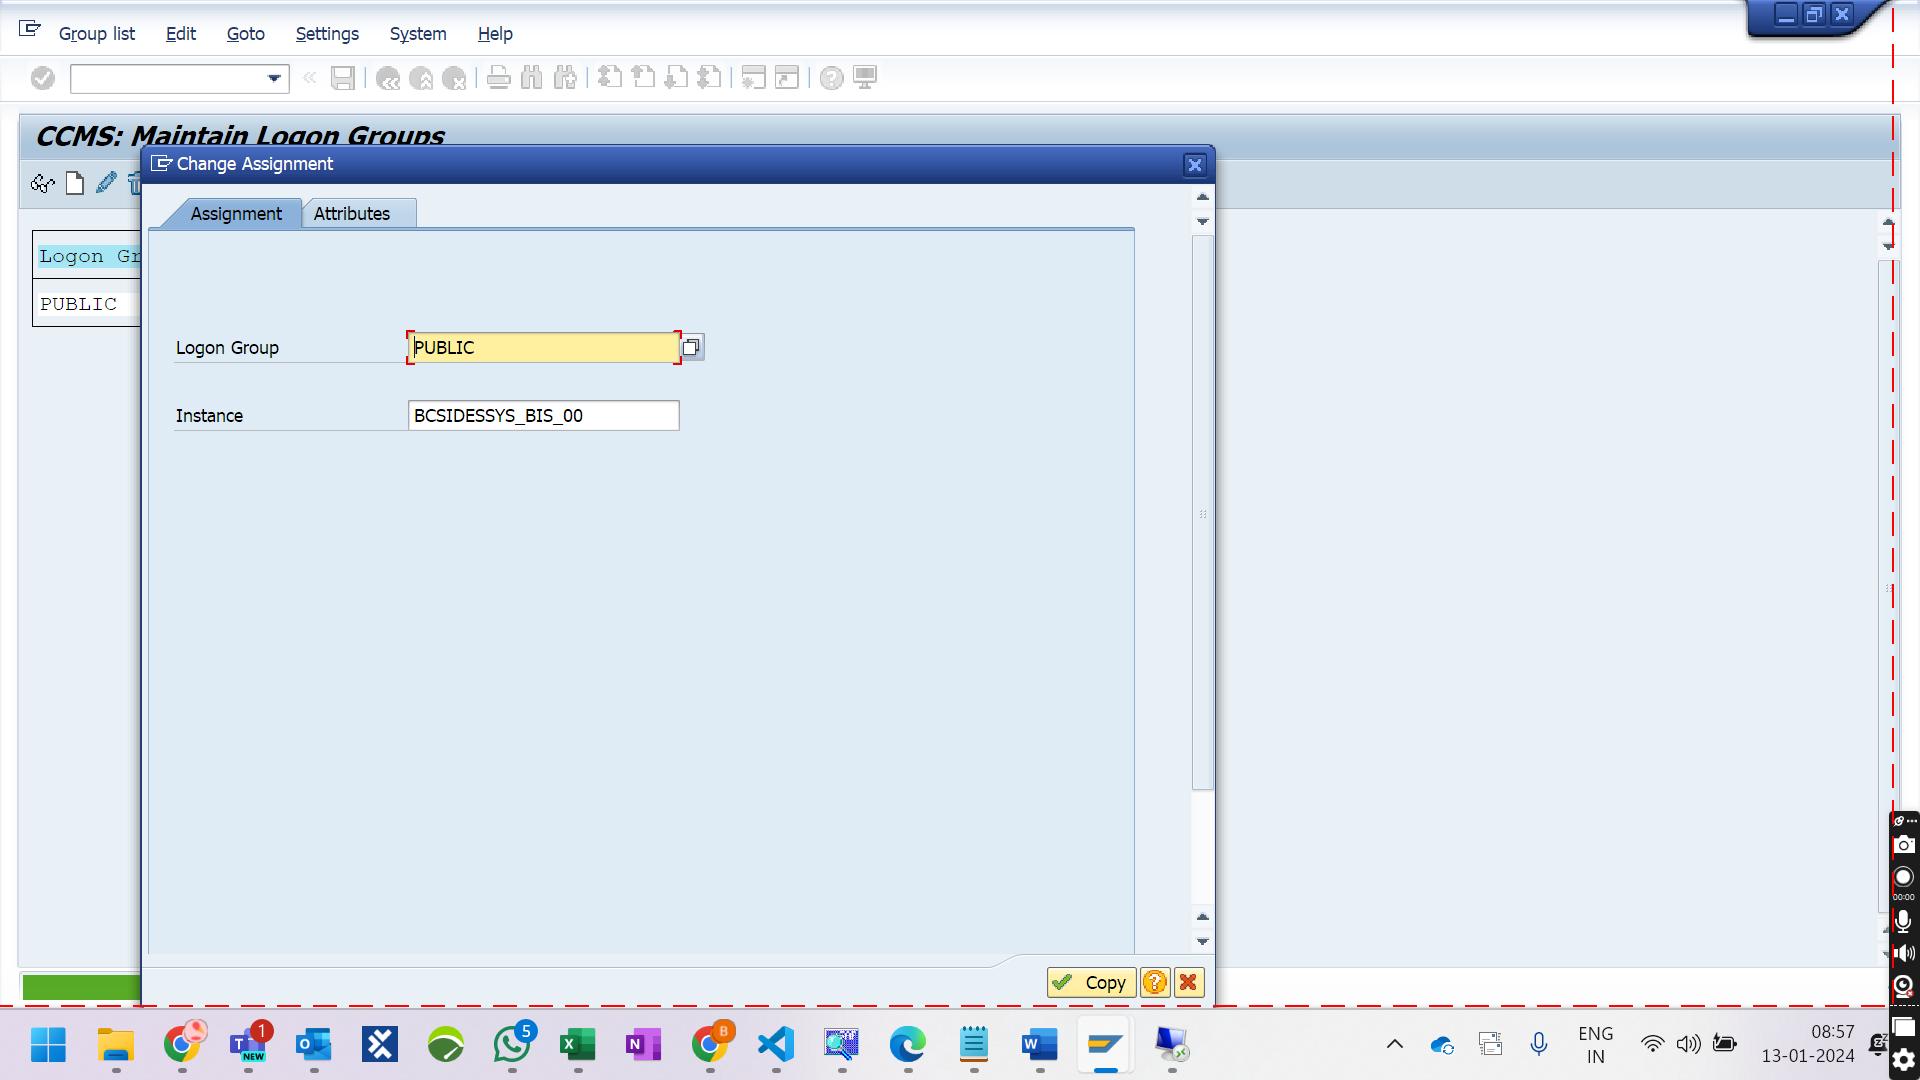 Group list Edit Goto Settings System Help
CCMS: Maintain Logon Groups
Change Assignment
Assignment Attributes
Logon Gr
PUBLIC
Logon Group PUBLIC
Instance BCSIDESSYS_BIS_00
Copy
00:00
1
NEW
5
B
ENG
IN
08:57
13-01-2024